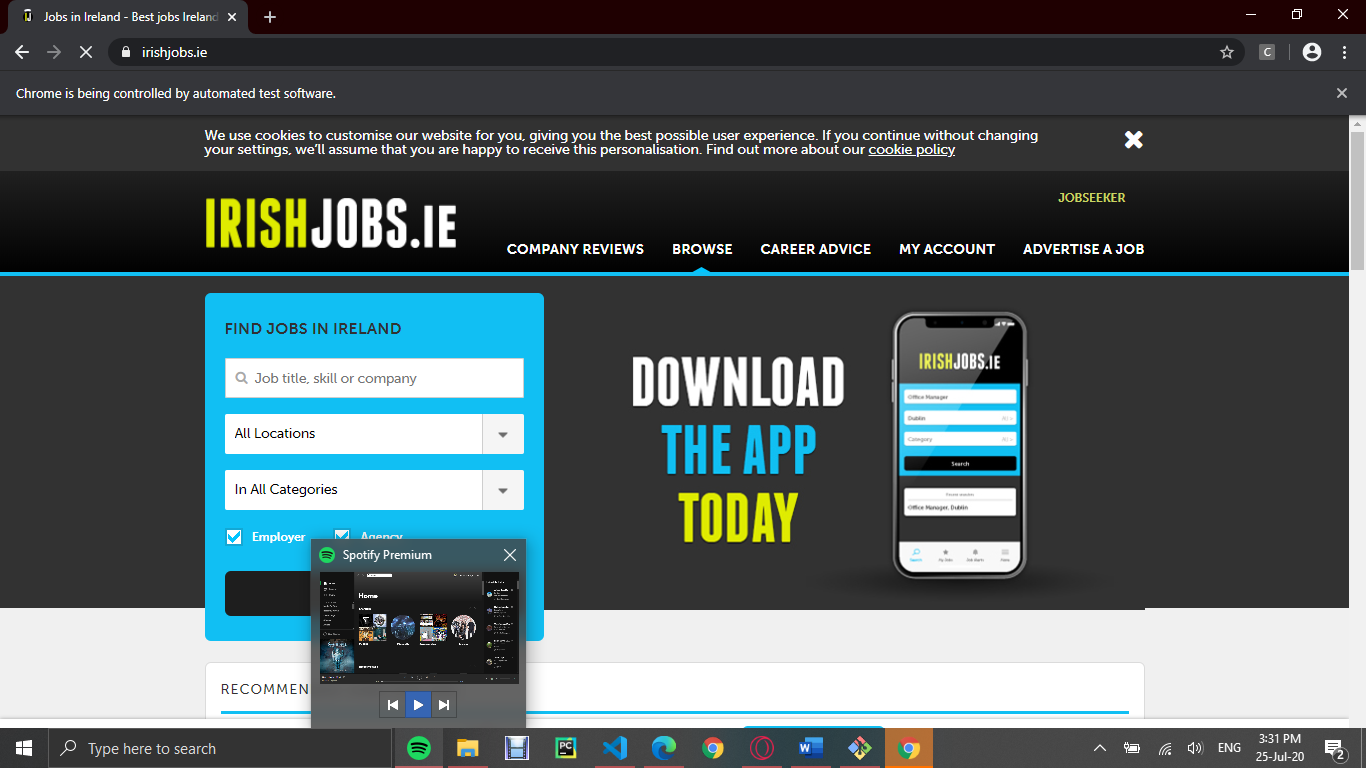 Jobs in Ireland - Best jobs Ireland
irishjobs.ie
C
Chrome is being controlled by automated test software.
We use cookies to customise our website for you, giving you the best possible user experience. If you continue without changing
your settings, we'll assume that you are happy to receive this personalisation. Find out more about our cookie policy
JOBSEEKER
IRISHJOBS.IE
COMPANY REVIEWS BROWSE CAREER ADVICE MY ACCOUNT ADVERTISE A JOB
FIND JOBS IN IRELAND
Job title, skill or company
All Locations
In All Categories
Employer Agency
DOWNLOAD
THE APP
TODAY
IRISHJOBS.IE
Office Manager
Dublin
Category
Search
Office Manager, Dublin
Search
Spotify Premium
Home
RECOMMEN
Type here to search
PC
W
ENG
3:31 PM
25-Jul-20
2